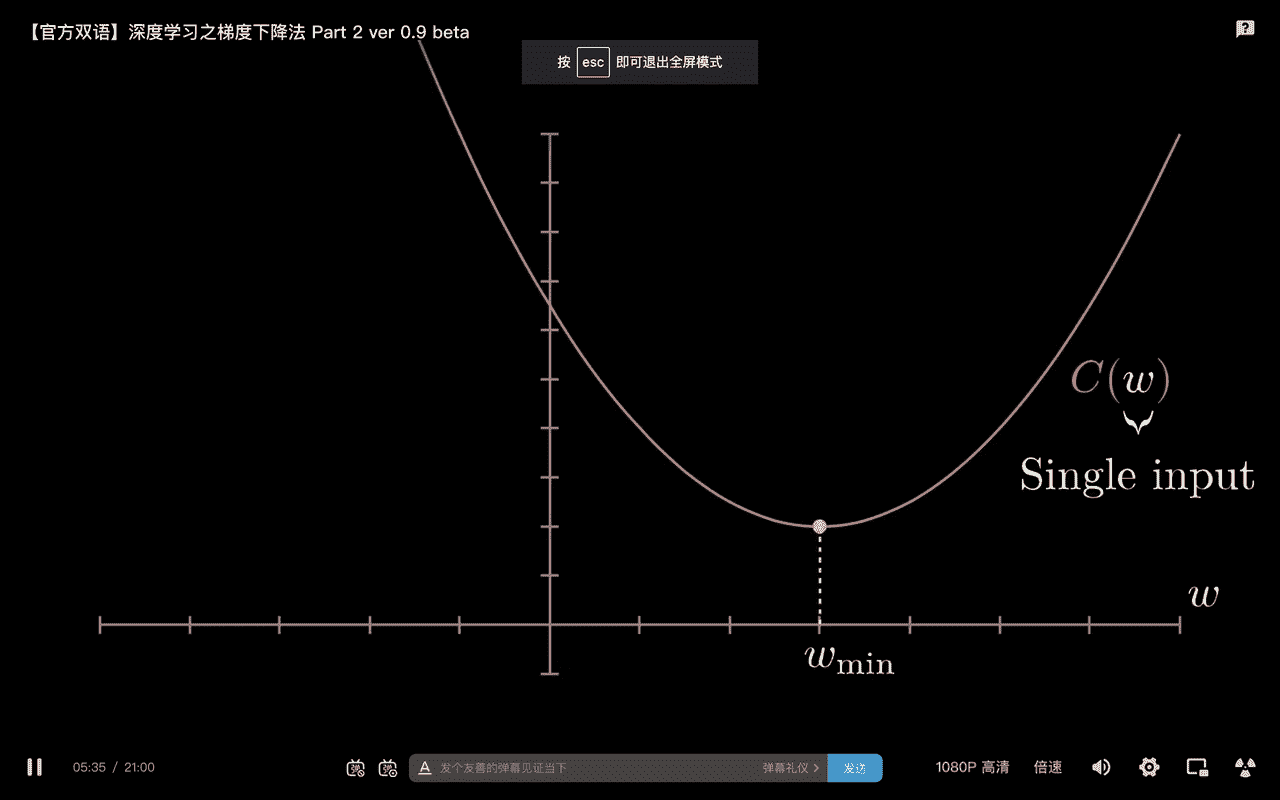 【官方双语】深度学习之梯度下降法 Part 2 ver 0.9 beta
按 esc 即可退出全屏模式
C(w)
Single input
w
w_min
05:35 / 21:00
A 发个友善的弹幕见证当下 弹幕礼仪 > 发送
1080P 高清 倍速